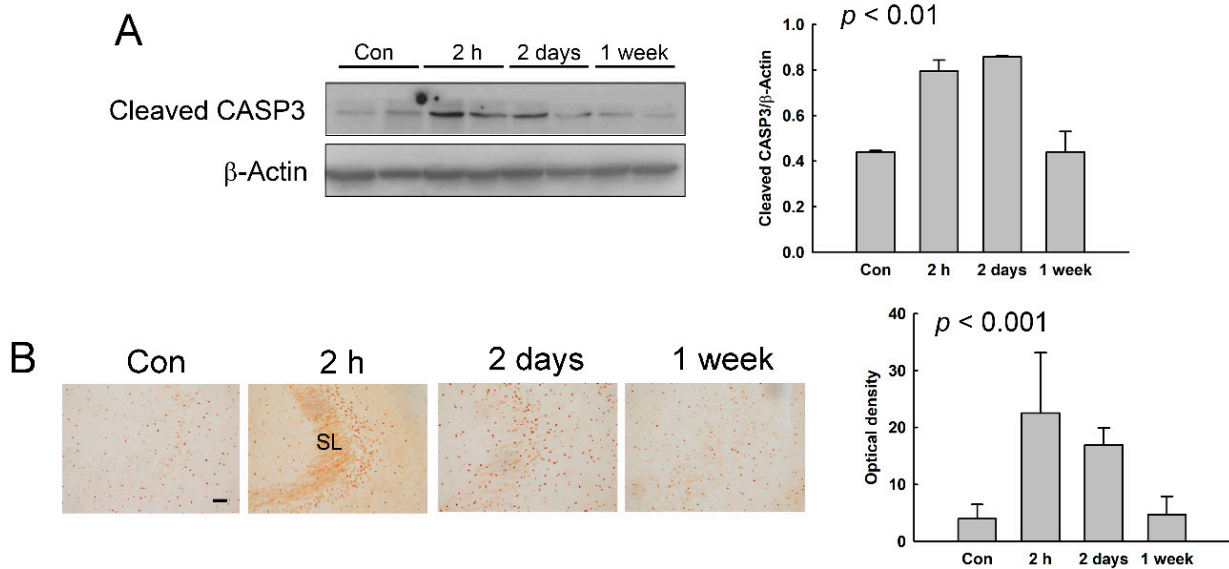 A
Con 2 h 2 days 1 week
Cleaved CASP3
β-Actin
p < 0.01
Cleaved CASP3/β-Actin
1.0
0.8
0.6
0.4
0.2
0.0
Con 2 h 2 days 1 week
B
Con 2 h 2 days 1 week
SL
p < 0.001
Optical density
40
30
20
10
0
Con 2 h 2 days 1 week